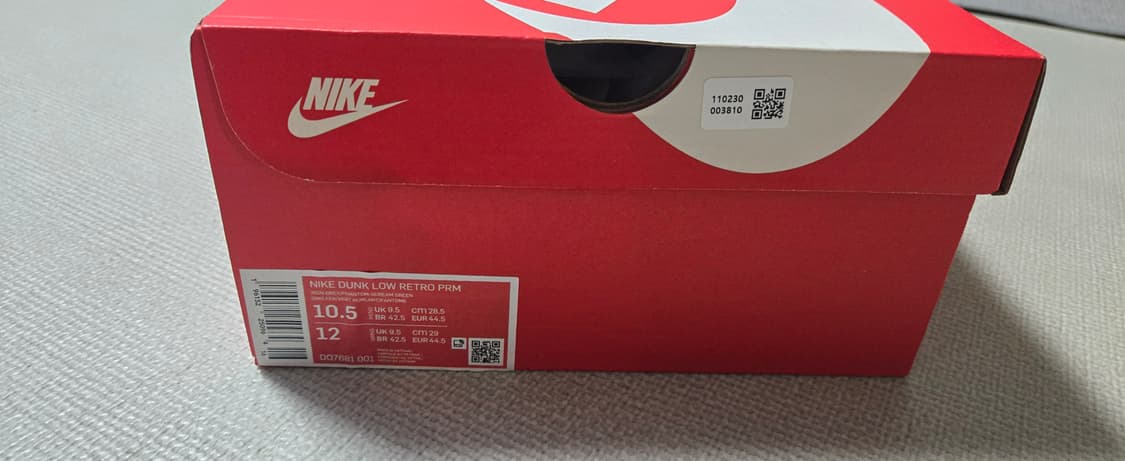 NIKE
110230
003810
NIKE DUNK LOW RETRO PRM
10.5 UK 9.5 CM 28.5
BR 42.5 EUR 44.5
12 UK 9.5 CM 29
BR 42.5 EUR 44.5
DQ7681 001